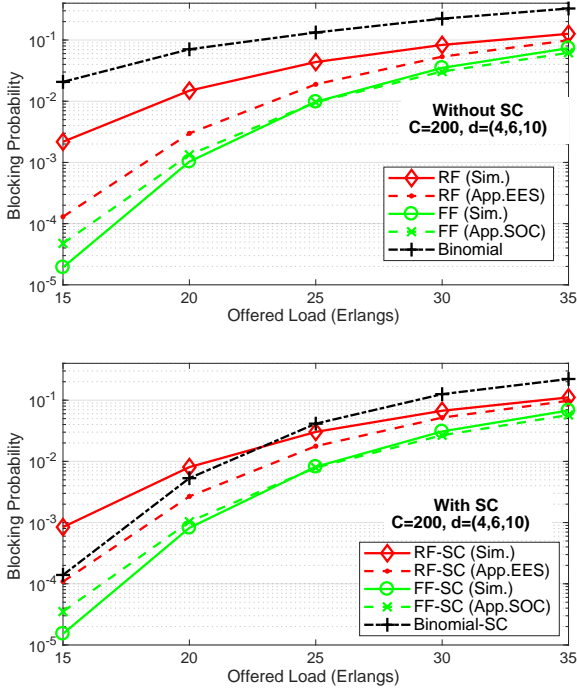 Blocking Probability
10^-1
10^-2
10^-3
10^-4
10^-5
Without SC
C=200, d=(4,6,10)
RF (Sim.)
RF (App.EES)
FF (Sim.)
FF (App.SOC)
Binomial
15 20 25 30 35
Offered Load (Erlangs)
Blocking Probability
10^-1
10^-2
10^-3
10^-4
10^-5
With SC
C=200, d=(4,6,10)
RF-SC (Sim.)
RF-SC (App.EES)
FF-SC (Sim.)
FF-SC (App.SOC)
Binomial-SC
15 20 25 30 35
Offered Load (Erlangs)